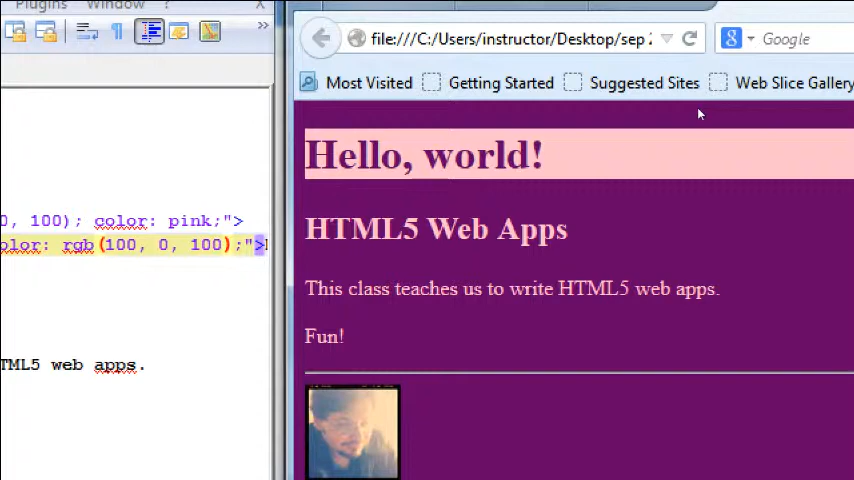 Plugins Window ? X
»
0, 100); color: pink;">
olor: rgb(100, 0, 100);">
TML5 web apps.
file:///C:/Users/instructor/Desktop/sep
8 Google
Most Visited Getting Started Suggested Sites Web Slice Gallery
Hello, world!
HTML5 Web Apps
This class teaches us to write HTML5 web apps.
Fun!